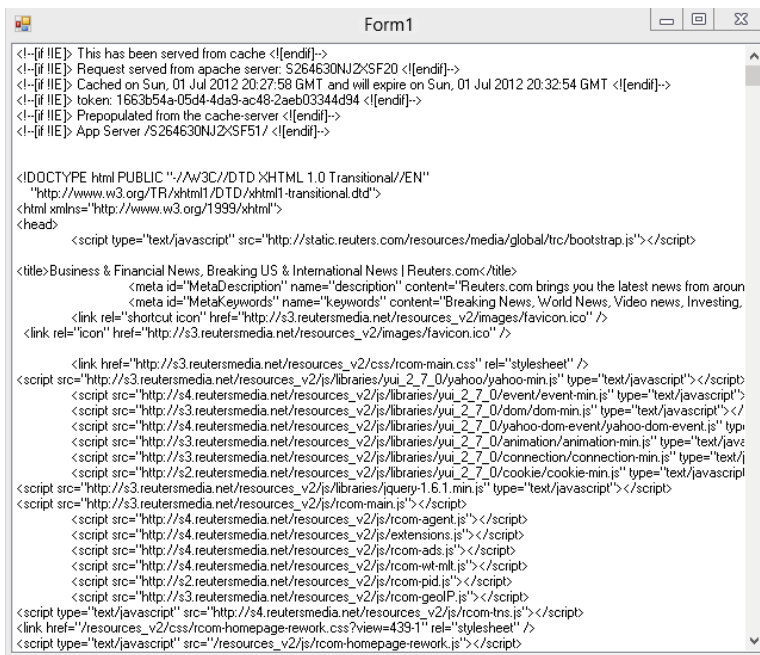 Form1
<!--[if !IE]> This has been served from cache <![endif]-->
<!--[if !IE]> Request served from apache server: S264630NJ2XSF20 <![endif]-->
<!--[if !IE]> Cached on Sun, 01 Jul 2012 20:27:58 GMT and will expire on Sun, 01 Jul 2012 20:32:54 GMT <![endif]-->
<!--[if !IE]> token: 1663b54a-05d4-4da9-ac48-2aeb03344d94 <![endif]-->
<!--[if !IE]> Prepopulated from the cache-server <![endif]-->
<!--[if !IE]> App Server /S264630NJ2XSF51/ <![endif]-->
<!DOCTYPE html PUBLIC "-//W3C//DTD XHTML 1.0 Transitional//EN"
"http://www.w3.org/TR/xhtml1/DTD/xhtml1-transitional.dtd">
<html xmlns="http://www.w3.org/1999/xhtml">
<head>
<script type="text/javascript" src="http://static.reuters.com/resources/media/global/trc/bootstrap.js"></script>
<title>Business & Financial News, Breaking US & International News | Reuters.com</title>
<meta id="MetaDescription" name="description" content="Reuters.com brings you the latest news from aroun
<meta id="MetaKeywords" name="keywords" content="Breaking News, World News, Video news, Investing,
<link rel="shortcut icon" href="http://s3.reutersmedia.net/resources_v2/images/favicon.ico" />
<link rel="icon" href="http://s3.reutersmedia.net/resources_v2/images/favicon.ico" />
<link href="http://s3.reutersmedia.net/resources_v2/css/rcom-main.css" rel="stylesheet" />
<script src="http://s3.reutersmedia.net/resources_v2/js/libraries/yui_2_7_0/yahoo/yahoo-min.js" type="text/javascript"></script>
<script src="http://s4.reutersmedia.net/resources_v2/js/libraries/yui_2_7_0/event/event-min.js" type="text/javascript">
<script src="http://s3.reutersmedia.net/resources_v2/js/libraries/yui_2_7_0/dom/dom-min.js" type="text/javascript"></
<script src="http://s4.reutersmedia.net/resources_v2/js/libraries/yui_2_7_0/yahoo-dom-event/yahoo-dom-event.js" typ
<script src="http://s3.reutersmedia.net/resources_v2/js/libraries/yui_2_7_0/animation/animation-min.js" type="text/java
<script src="http://s3.reutersmedia.net/resources_v2/js/libraries/yui_2_7_0/connection/connection-min.js" type="text/j
<script src="http://s2.reutersmedia.net/resources_v2/js/libraries/yui_2_7_0/cookie/cookie-min.js" type="text/javascript
<script src="http://s3.reutersmedia.net/resources_v2/js/libraries/jquery-1.6.1.min.js" type="text/javascript"></script>
<script src="http://s3.reutersmedia.net/resources_v2/js/rcom-main.js"></script>
<script src="http://s4.reutersmedia.net/resources_v2/js/rcom-agent.js"></script>
<script src="http://s4.reutersmedia.net/resources_v2/js/extensions.js"></script>
<script src="http://s4.reutersmedia.net/resources_v2/js/rcom-ads.js"></script>
<script src="http://s4.reutersmedia.net/resources_v2/js/rcom-wt-mlt.js"></script>
<script src="http://s2.reutersmedia.net/resources_v2/js/rcom-pid.js"></script>
<script src="http://s3.reutersmedia.net/resources_v2/js/rcom-geoIP.js"></script>
<script type="text/javascript" src="http://s4.reutersmedia.net/resources_v2/js/rcom-tns.js"></script>
<link href="/resources_v2/css/rcom-homepage-rework.css?view=439-1" rel="stylesheet" />
<script type="text/javascript" src="/resources_v2/js/rcom-homepage-rework.js"></script>